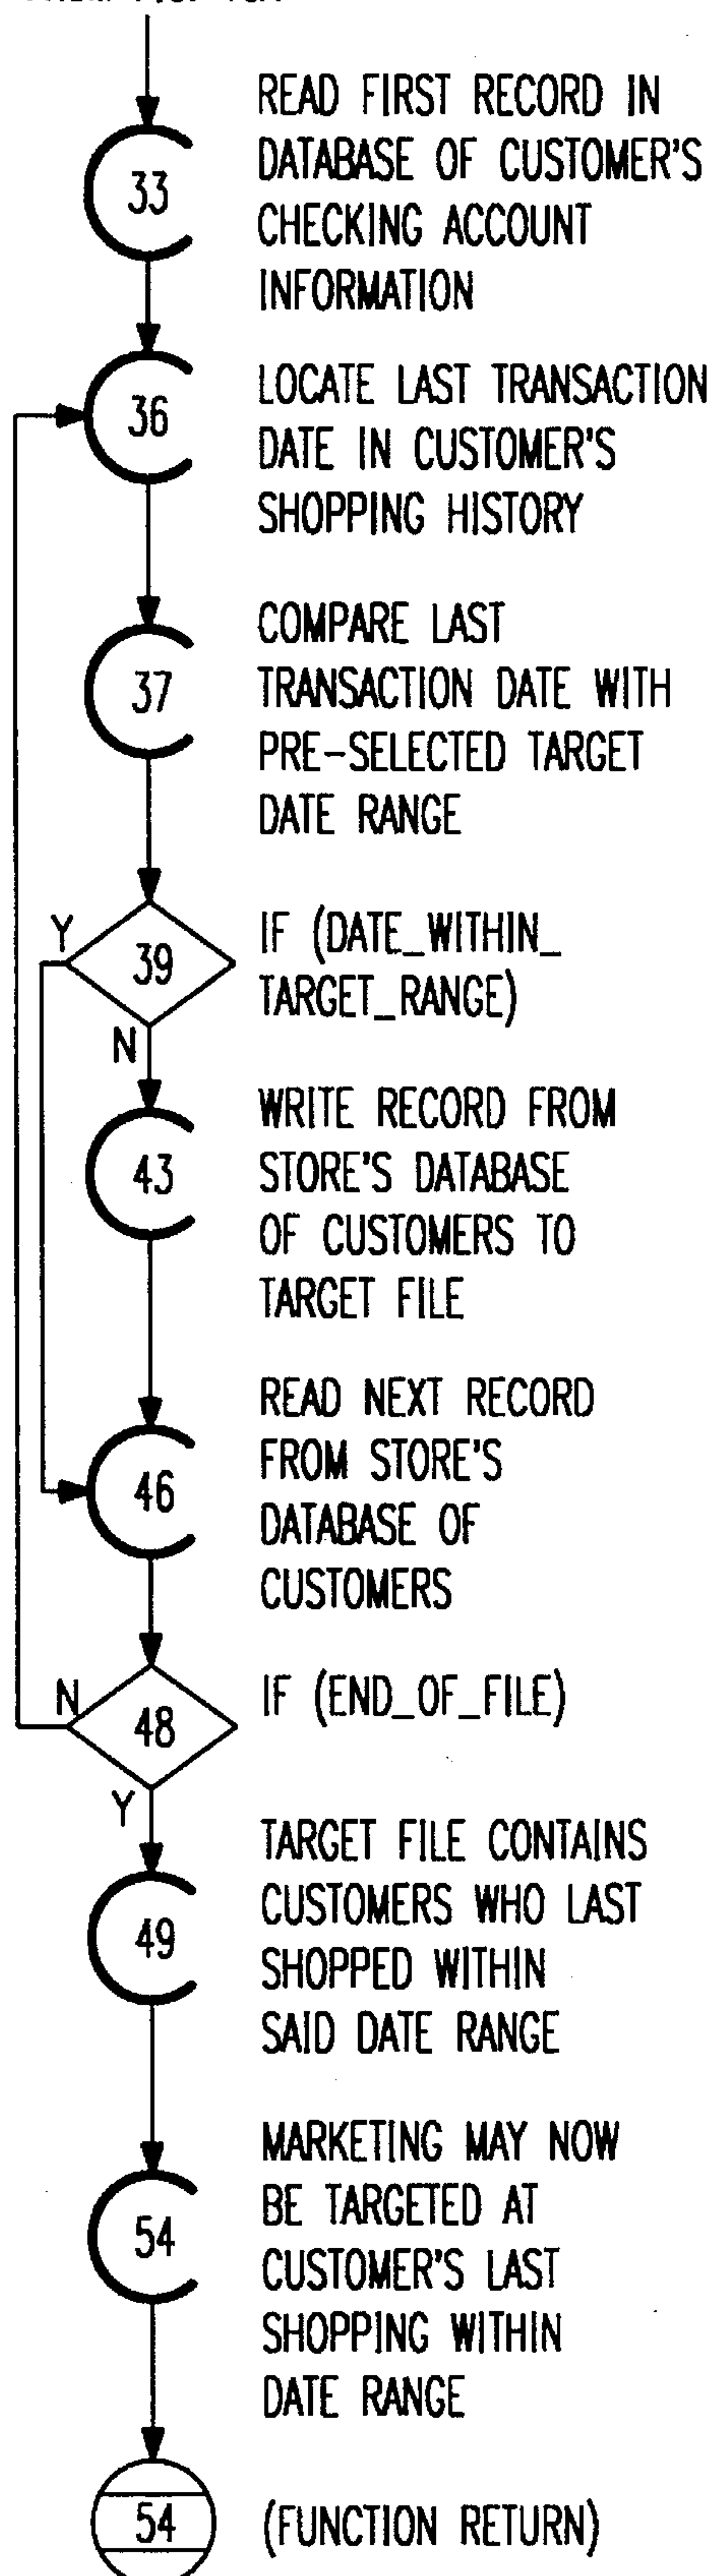 33
READ FIRST RECORD IN
DATABASE OF CUSTOMER'S
CHECKING ACCOUNT
INFORMATION
36
LOCATE LAST TRANSACTION
DATE IN CUSTOMER'S
SHOPPING HISTORY
37
COMPARE LAST
TRANSACTION DATE WITH
PRE-SELECTED TARGET
DATE RANGE
Y
39
N
IF (DATE_WITHIN_
TARGET_RANGE)
43
WRITE RECORD FROM
STORE'S DATABASE
OF CUSTOMERS TO
TARGET FILE
46
READ NEXT RECORD
FROM STORE'S
DATABASE OF
CUSTOMERS
N
48
Y
IF (END_OF_FILE)
49
TARGET FILE CONTAINS
CUSTOMERS WHO LAST
SHOPPED WITHIN
SAID DATE RANGE
54
MARKETING MAY NOW
BE TARGETED AT
CUSTOMER'S LAST
SHOPPING WITHIN
DATE RANGE
54
(FUNCTION RETURN)